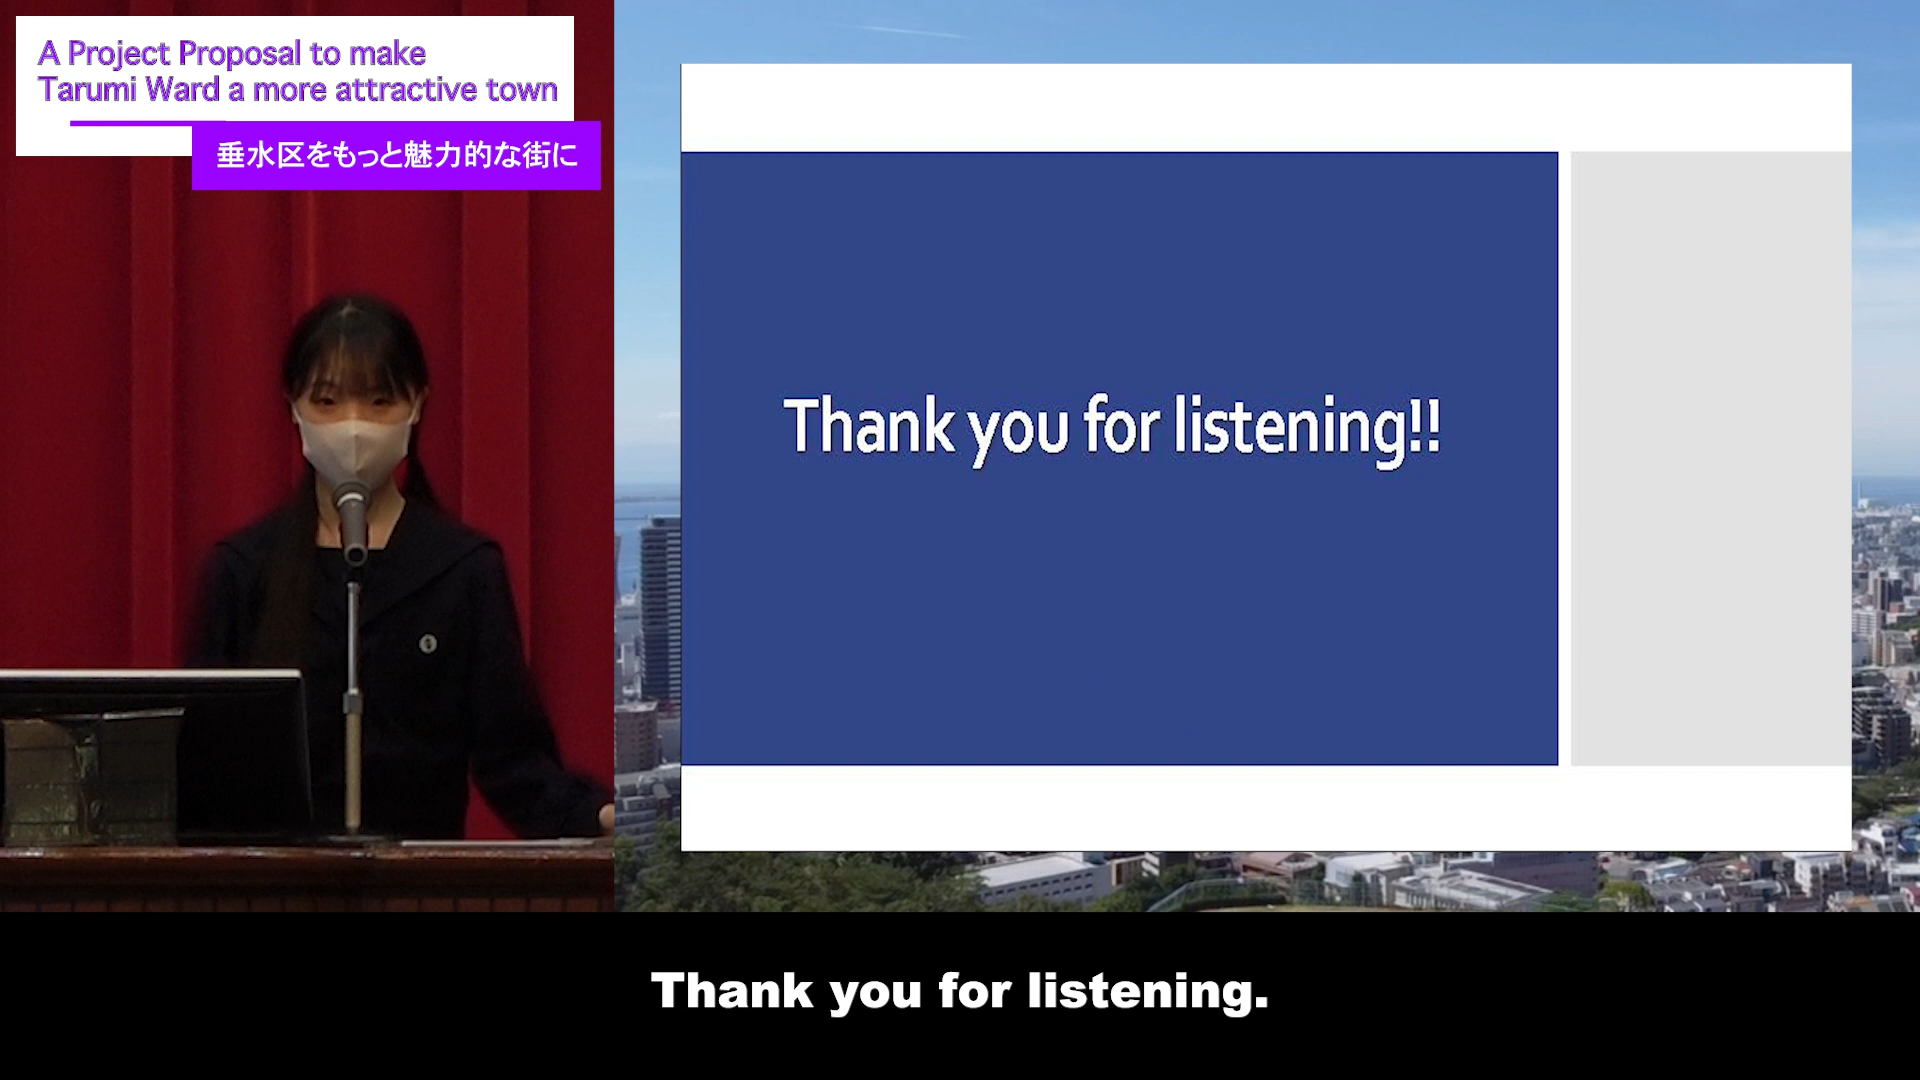 A Project Proposal to make
Tarumi Ward a more attractive town
垂水区をもっと魅力的な街に
Thank you for listening!!
Thank you for listening.